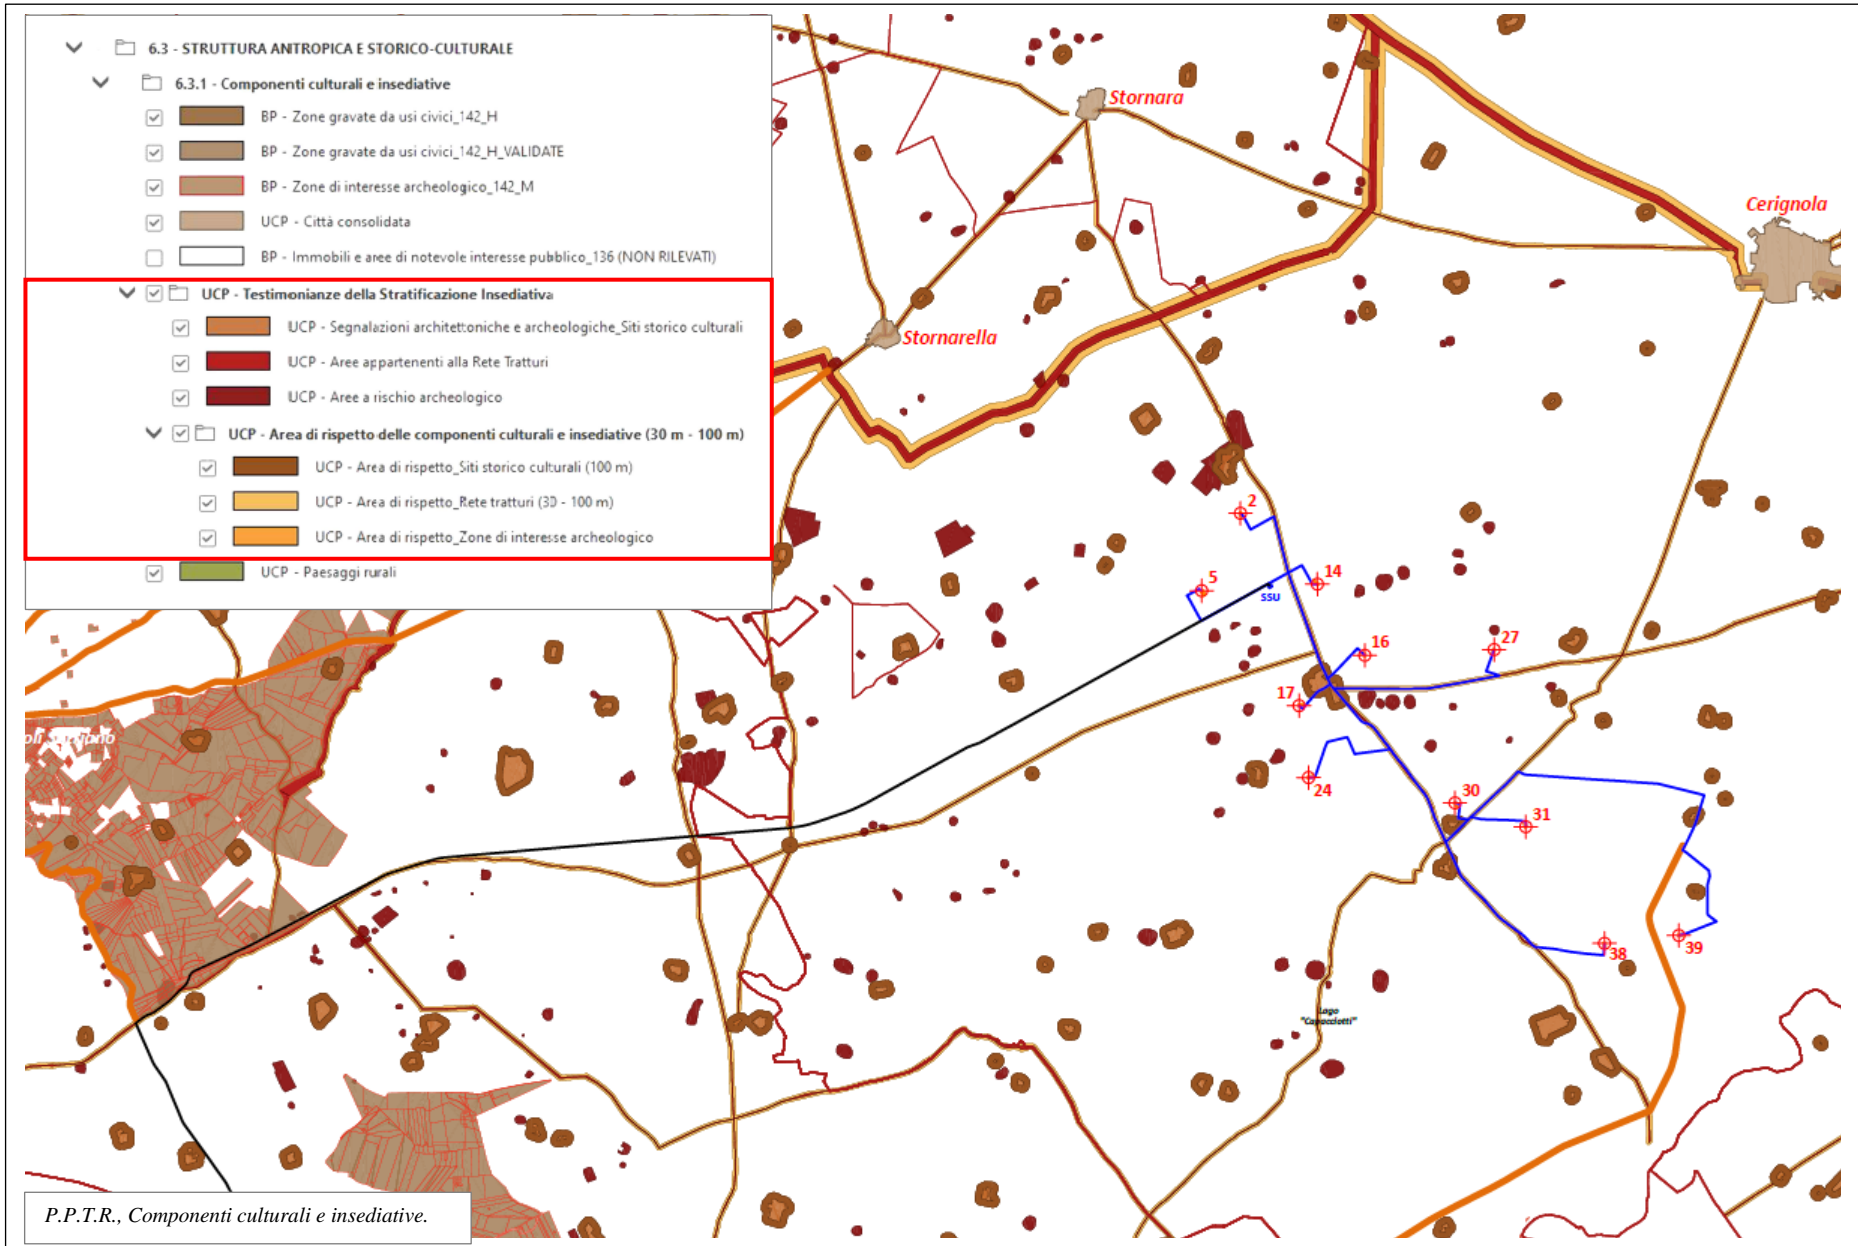 6.3 - STRUTTURA ANTROPICA E STORICO-CULTURALE
6.3.1 - Componenti culturali e insediative
BP - Zone gravate da usi civici_142_H
BP - Zone gravate da usi civici_142_H_VALIDATE
BP - Zone di interesse archeologico_142_M
UCP - Città consolidata
BP - Immobili e aree di notevole interesse pubblico_136 (NON RILEVATI)
UCP - Testimonianze della Stratificazione Insediativa
UCP - Segnalazioni architettoniche e archeologiche_Siti storico culturali
UCP - Aree appartenenti alla Rete Tratturi
UCP - Aree a rischio archeologico
UCP - Area di rispetto delle componenti culturali e insediative (30 m - 100 m)
UCP - Area di rispetto_Siti storico culturali (100 m)
UCP - Area di rispetto_Rete tratturi (30 - 100 m)
UCP - Area di rispetto_Zone di interesse archeologico
UCP - Paesaggi rurali
Stornara
Cerignola
Stornarella
2
5
14
SSU
16
27
17
24
30
31
38
39
Lago
"Capacciotti"
P.P.T.R., Componenti culturali e insediative.